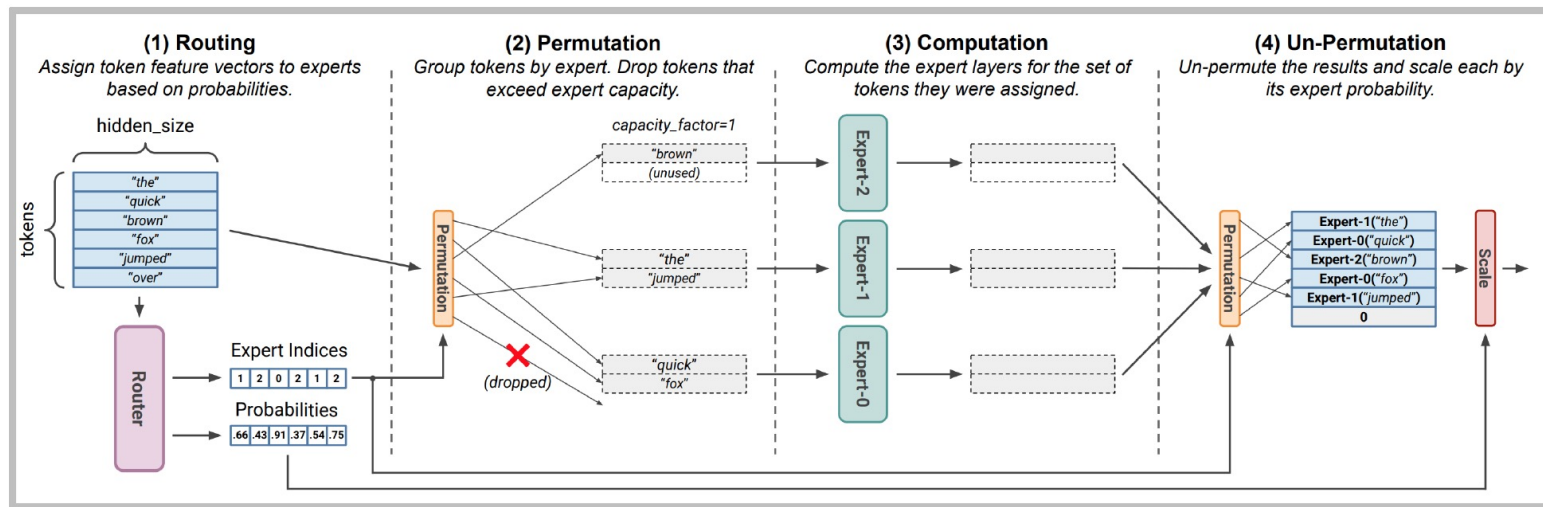 (1) Routing
Assign token feature vectors to experts
based on probabilities.
hidden_size
tokens
"the"
"quick"
"brown"
"fox"
"jumped"
"over"
Router
Expert Indices
1 2 0 2 1 2
Probabilities
.66 .43 .91 .37 .54 .75
(2) Permutation
Group tokens by expert. Drop tokens that
exceed expert capacity.
capacity_factor=1
Permutation
"brown"
(unused)
"the"
"jumped"
"quick"
"fox"
(dropped)
(3) Computation
Compute the expert layers for the set of
tokens they were assigned.
Expert-2
Expert-1
Expert-0
(4) Un-Permutation
Un-permute the results and scale each by
its expert probability.
Permutation
Expert-1("the")
Expert-0("quick")
Expert-2("brown")
Expert-0("fox")
Expert-1("jumped")
0
Scale